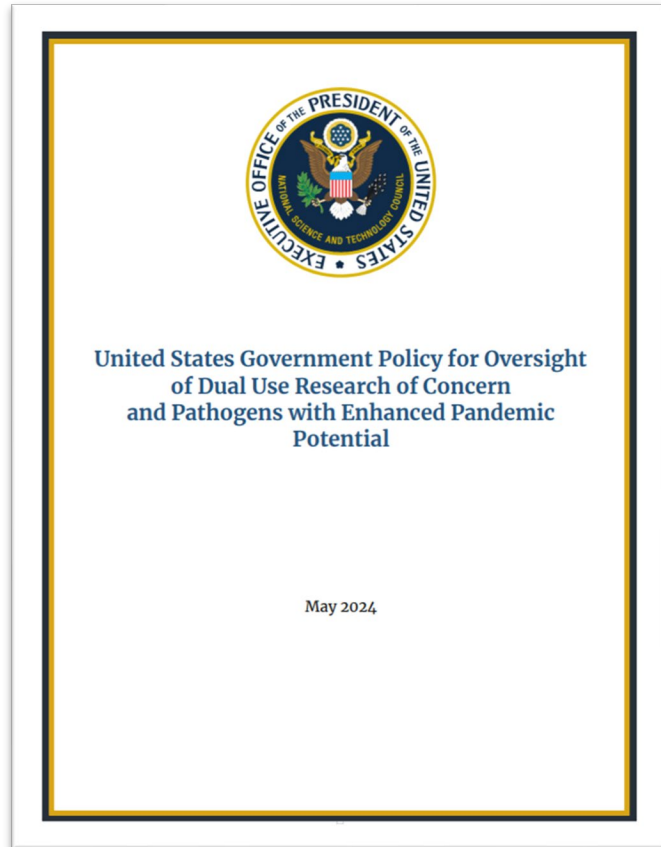 EXECUTIVE OFFICE OF THE PRESIDENT OF THE UNITED STATES
NATIONAL SCIENCE AND TECHNOLOGY COUNCIL
United States Government Policy for Oversight
of Dual Use Research of Concern
and Pathogens with Enhanced Pandemic
Potential
May 2024